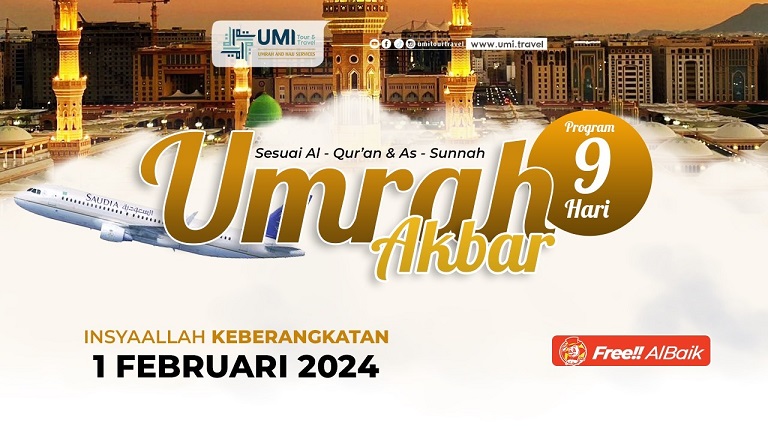 UMI Tour & Travel
UMRAH AND HAJJ SERVICES
umitourtravel
www.umi.travel
Sesuai Al - Qur'an & As - Sunnah
Program
9
Hari
Umrah
Akbar
SAUDIA
السعودية
INSYAALLAH KEBERANGKATAN
1 FEBRUARI 2024
Free!! AlBaik